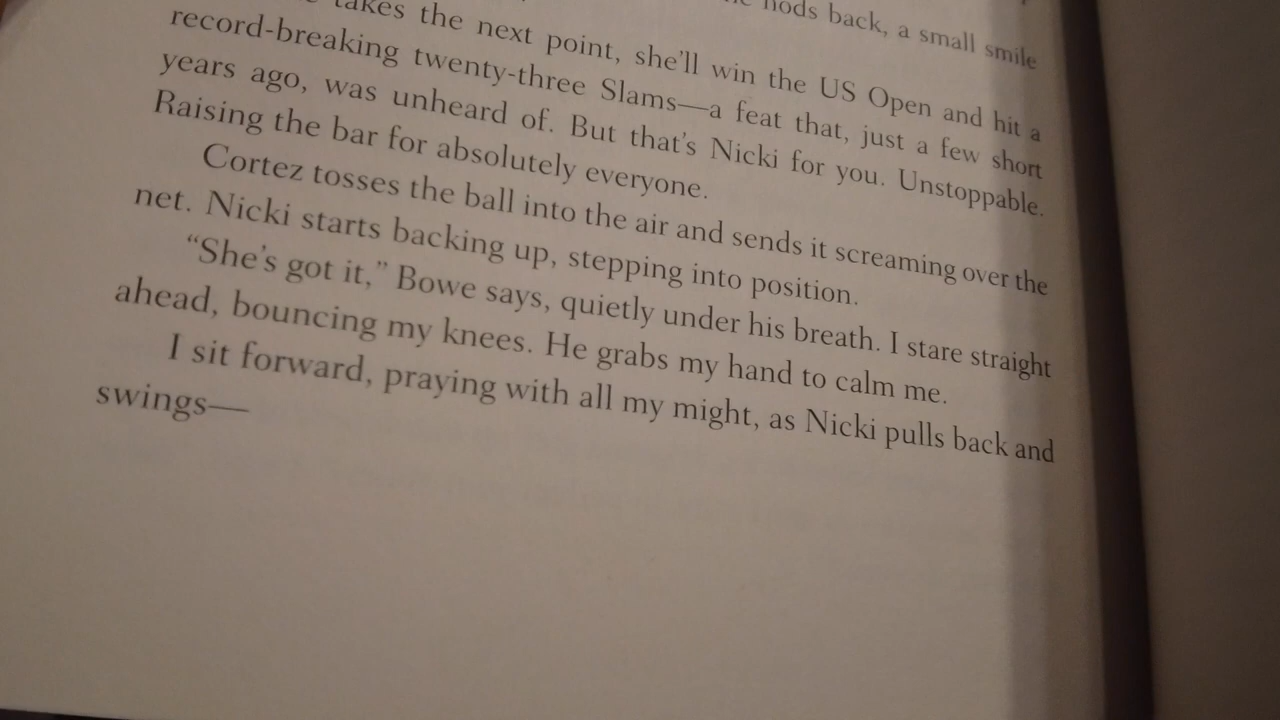 nods back, a small smile
takes the next point, she'll win the US Open and hit a
record-breaking twenty-three Slams—a feat that, just a few short
years ago, was unheard of. But that's Nicki for you. Unstoppable.
Raising the bar for absolutely everyone.
Cortez tosses the ball into the air and sends it screaming over the
net. Nicki starts backing up, stepping into position.
“She's got it,” Bowe says, quietly under his breath. I stare straight
ahead, bouncing my knees. He grabs my hand to calm me.
I sit forward, praying with all my might, as Nicki pulls back and
swings—